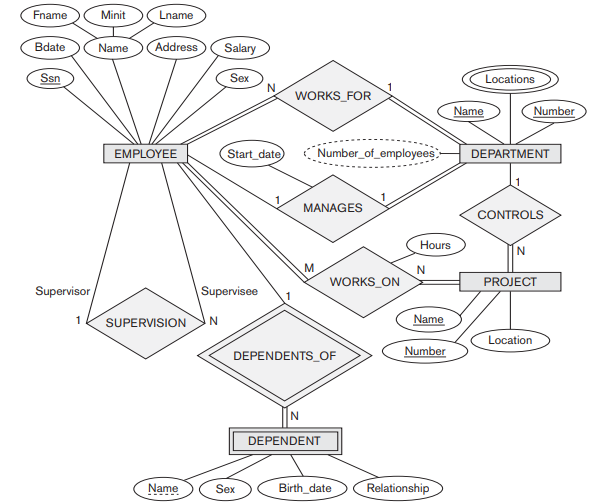 Fname Minit Lname
Bdate Name Address Salary
Ssn Sex
Locations
N WORKS_FOR 1
Name Number
Start_date Number_of_employees
EMPLOYEE DEPARTMENT
1 MANAGES 1
1
CONTROLS
N
Hours
M WORKS_ON N
PROJECT
Supervisor Supervisee
1 SUPERVISION N
1
Name
Number Location
DEPENDENTS_OF
N
DEPENDENT
Name Sex Birth_date Relationship